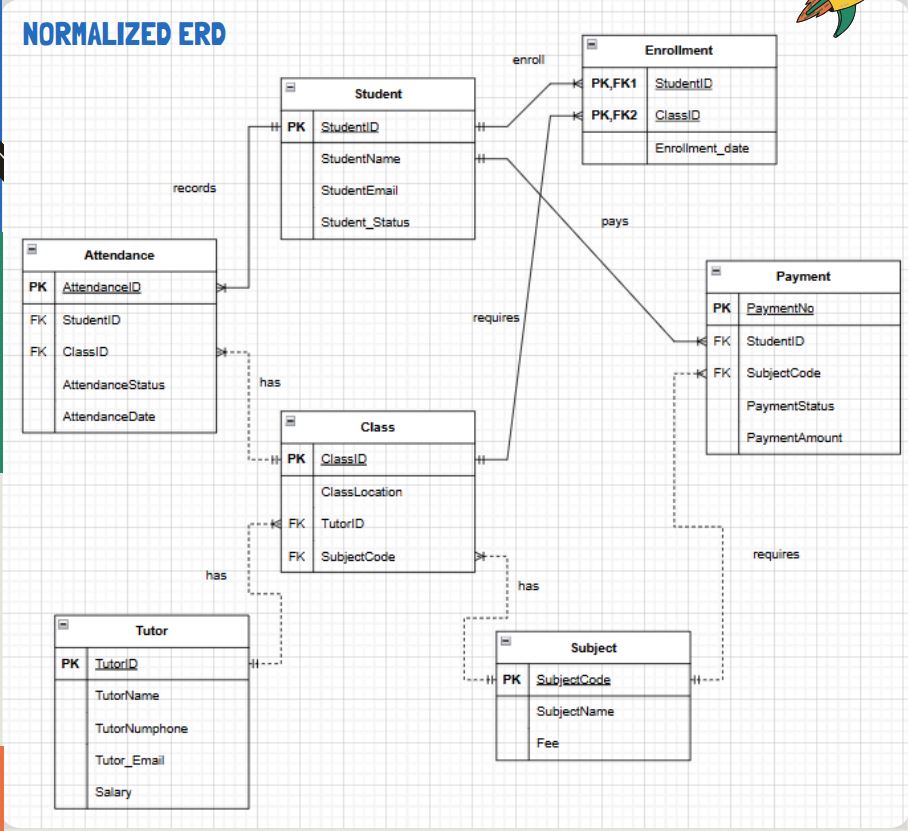 NORMALIZED ERD
enroll
Enrollment
PK,FK1 StudentID
PK,FK2 ClassID
Enrollment_date
Student
PK StudentID
StudentName
StudentEmail
Student_Status
records
pays
Attendance
PK AttendanceID
FK StudentID
FK ClassID
AttendanceStatus
AttendanceDate
Payment
PK PaymentNo
FK StudentID
FK SubjectCode
PaymentStatus
PaymentAmount
requires
has
Class
PK ClassID
ClassLocation
FK TutorID
FK SubjectCode
requires
has
has
Tutor
PK TutorID
TutorName
TutorNumphone
Tutor_Email
Salary
Subject
PK SubjectCode
SubjectName
Fee